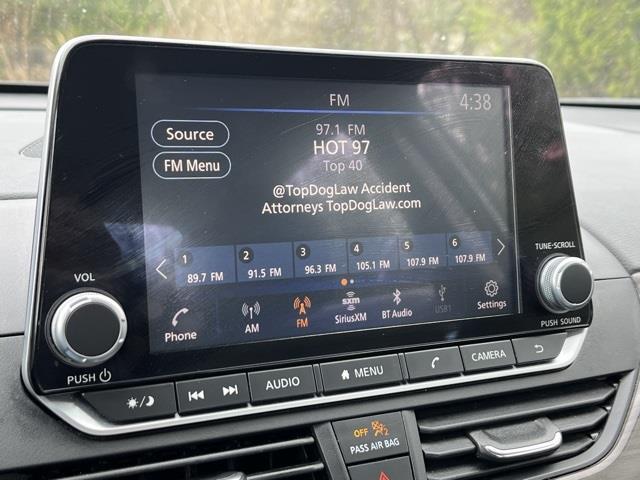 FM
4:38
Source
97.1 FM
HOT 97
FM Menu
Top 40
@TopDogLaw Accident
Attorneys TopDogLaw.com
1 2 3 4 5 6
89.7 FM 91.5 FM 96.3 FM 105.1 FM 107.9 FM 107.9 FM
Phone AM FM SXM SiriusXM BT Audio USB1 Settings
VOL
PUSH
TUNE·SCROLL
PUSH SOUND
AUDIO MENU CAMERA
OFF 2
PASS AIR BAG